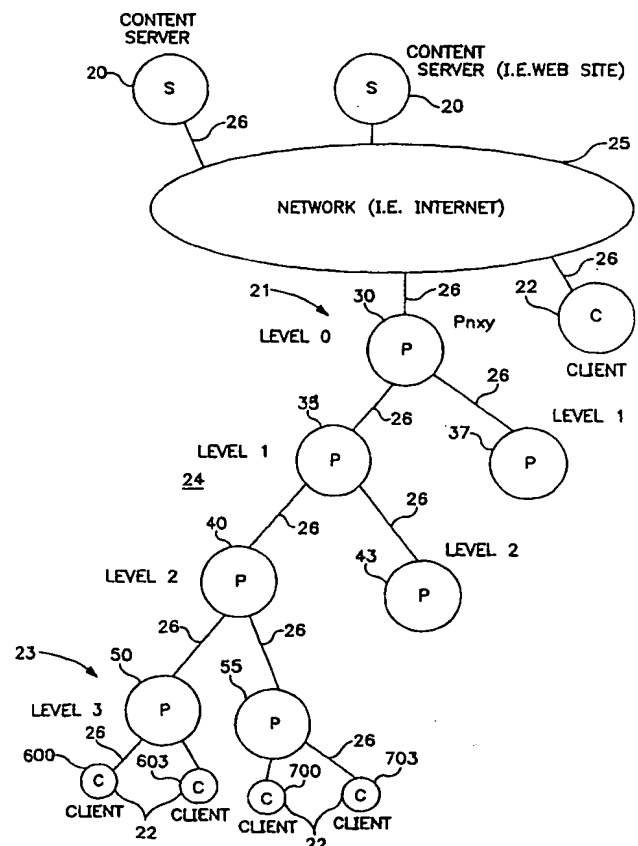 CONTENT
SERVER
20
S
26
CONTENT
SERVER (I.E.WEB SITE)
S
20
25
NETWORK (I.E. INTERNET)
21
26
30
Pnxy
LEVEL 0
P
26
22
C
CLIENT
35
26
26
LEVEL 1
37
P
LEVEL 1
P
24
26
26
40
LEVEL 2
43
P
LEVEL 2
P
26
26
23
50
55
LEVEL 3
P
P
26
26
600
603
700
703
C
C
C
C
CLIENT
CLIENT
CLIENT
CLIENT
22
22